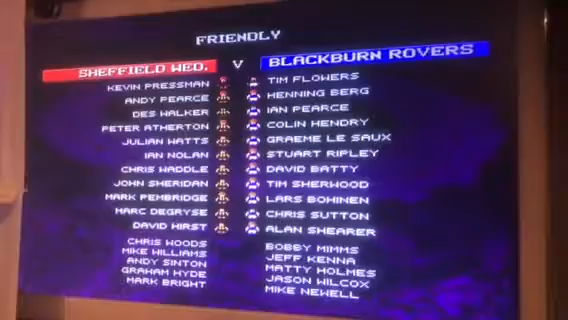 FRIENDLY
SHEFFIELD WED. V BLACKBURN ROVERS
KEVIN PRESSMAN TIM FLOWERS
ANDY PEARCE HENNING BERG
DES WALKER IAN PEARCE
PETER ATHERTON COLIN HENDRY
JULIAN WATTS GRAEME LE SAUX
IAN NOLAN STUART RIPLEY
CHRIS WADDLE DAVID BATTY
JOHN SHERIDAN TIM SHERWOOD
MARK PEMBRIDGE LARS BOHINEN
MARC DEGRYSE CHRIS SUTTON
DAVID HIRST ALAN SHEARER
CHRIS WOODS BOBBY MIMMS
MIKE WILLIAMS JEFF KENNA
ANDY SINTON MATTY HOLMES
GRAHAM HYDE JASON WILCOX
MARK BRIGHT MIKE NEWELL